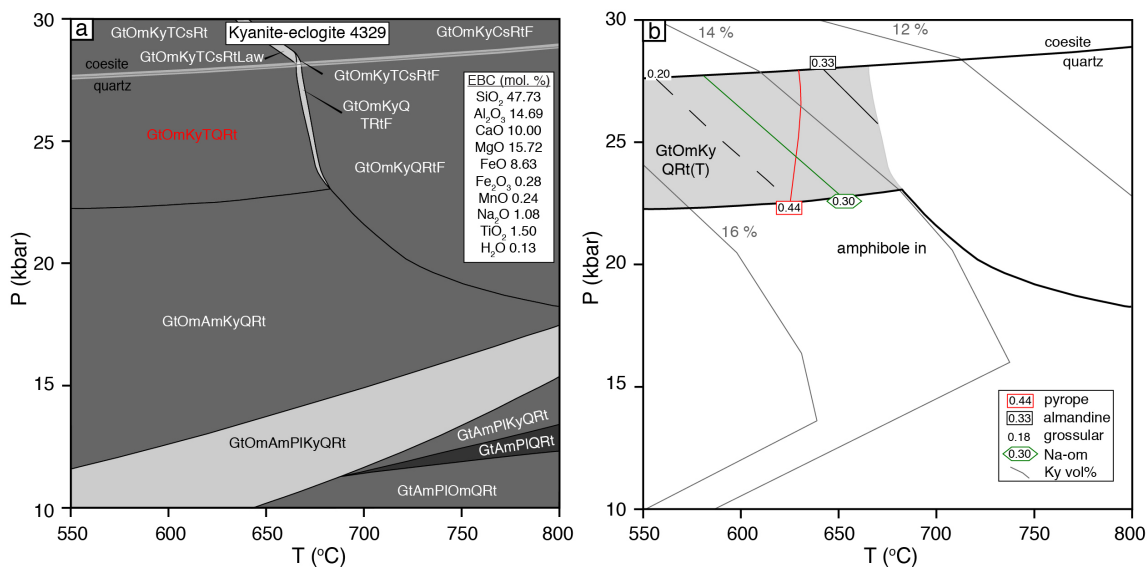 a
Kyanite-eclogite 4329
GtOmKyTCsRt
GtOmKyCsRtF
GtOmKyTCsRtLaw
coesite
quartz
GtOmKyTCsRtF
GtOmKyQ
TRtF
GtOmKyTQRt
GtOmKyQRtF
EBC (mol. %)
SiO2 47.73
Al2O3 14.69
CaO 10.00
MgO 15.72
FeO 8.63
Fe2O3 0.28
MnO 0.24
Na2O 1.08
TiO2 1.50
H2O 0.13
GtOmAmKyQRt
GtOmAmPlKyQRt
GtAmPlKyQRt
GtAmPlQRt
GtAmPlOmQRt
30
25
20
15
10
P (kbar)
550 600 650 700 750 800
T (oC)
b
14 %
12 %
coesite
quartz
0.33
0.20
GtOmKy
QRt(T)
0.44
0.30
16 %
amphibole in
0.44 pyrope
0.33 almandine
0.18 grossular
0.30 Na-om
Ky vol%
30
25
20
15
10
P (kbar)
550 600 650 700 750 800
T (oC)